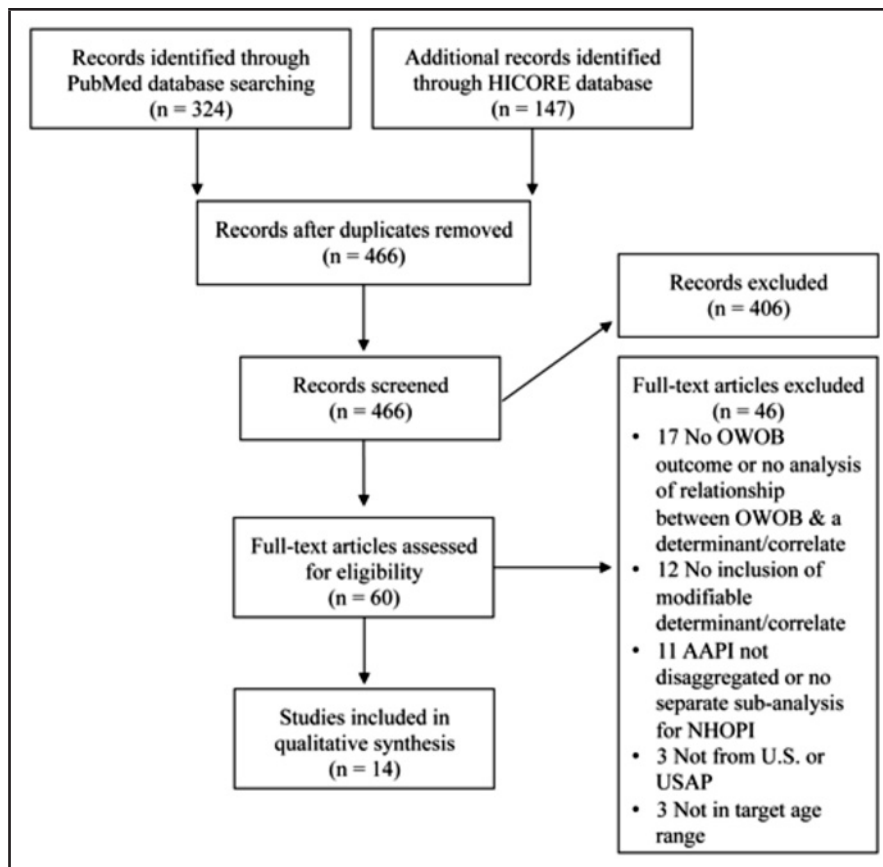 Records identified through
PubMed database searching
(n = 324)
Additional records identified
through HICORE database
(n = 147)
Records after duplicates removed
(n = 466)
Records excluded
(n = 406)
Records screened
(n = 466)
Full-text articles excluded
(n = 46)
• 17 No OWOB
outcome or no analysis
of relationship
between OWOB & a
determinant/correlate
• 12 No inclusion of
modifiable
determinant/correlate
• 11 AAPI not
disaggregated or no
separate sub-analysis
for NHOPI
• 3 Not from U.S. or
USAP
• 3 Not in target age
range
Full-text articles assessed
for eligibility
(n = 60)
Studies included in
qualitative synthesis
(n = 14)